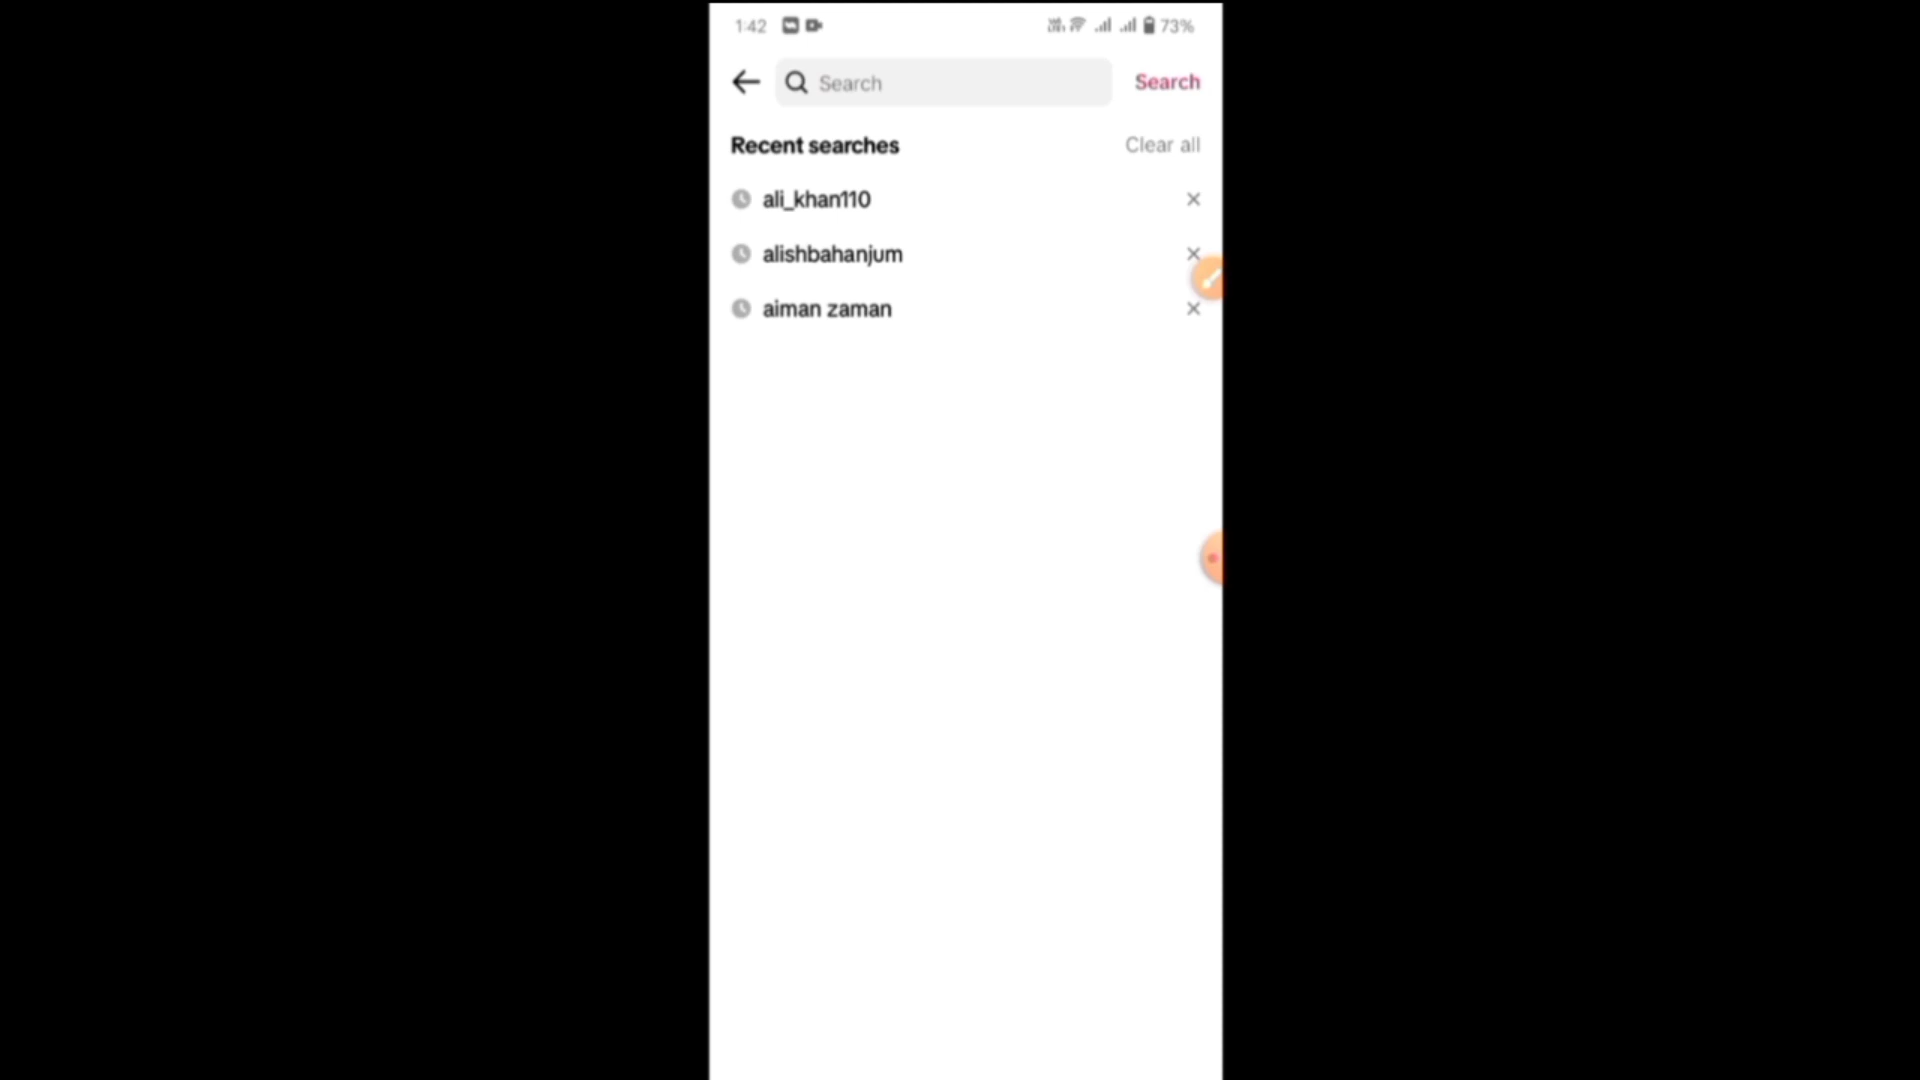 1:42 73%
Search Search
Recent searches Clear all
ali_khan110
alishbahanjum
aiman zaman